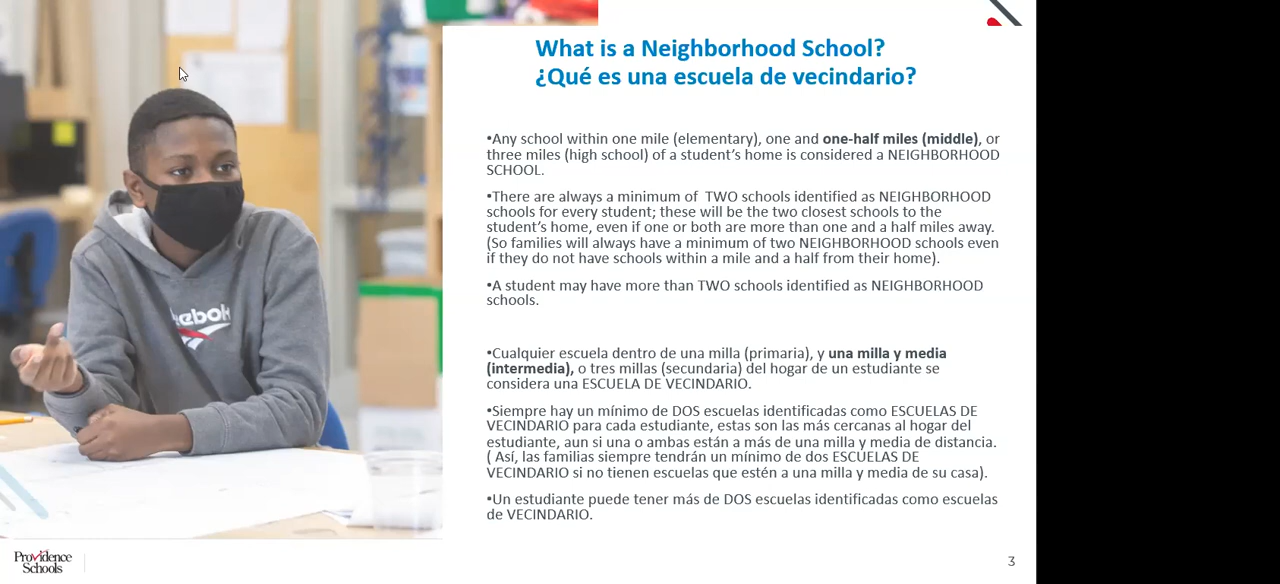 What is a Neighborhood School?
¿Qué es una escuela de vecindario?
•Any school within one mile (elementary), one and one-half miles (middle), or
three miles (high school) of a student's home is considered a NEIGHBORHOOD
SCHOOL.
•There are always a minimum of  TWO schools identified as NEIGHBORHOOD
schools for every student; these will be the two closest schools to the
student's home, even if one or both are more than one and a half miles away.
(So families will always have a minimum of two NEIGHBORHOOD schools even
if they do not have schools within a mile and a half from their home).
•A student may have more than TWO schools identified as NEIGHBORHOOD
schools.
•Cualquier escuela dentro de una milla (primaria), y una milla y media
(intermedia), o tres millas (secundaria) del hogar de un estudiante se
considera una ESCUELA DE VECINDARIO.
•Siempre hay un mínimo de DOS escuelas identificadas como ESCUELAS DE
VECINDARIO para cada estudiante, estas son las más cercanas al hogar del
estudiante, aun si una o ambas están a más de una milla y media de distancia.
( Así, las familias siempre tendrán un mínimo de dos ESCUELAS DE
VECINDARIO si no tienen escuelas que estén a una milla y media de su casa).
•Un estudiante puede tener más de DOS escuelas identificadas como escuelas
de VECINDARIO.
Reebok
Providence
Schools
3